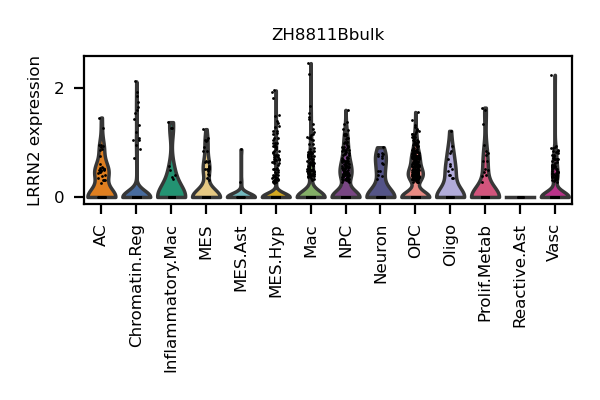 ZH8811Bbulk
LRRN2 expression
2
0
AC
Chromatin.Reg
Inflammatory.Mac
MES
MES.Ast
MES.Hyp
Mac
NPC
Neuron
OPC
Oligo
Prolif.Metab
Reactive.Ast
Vasc